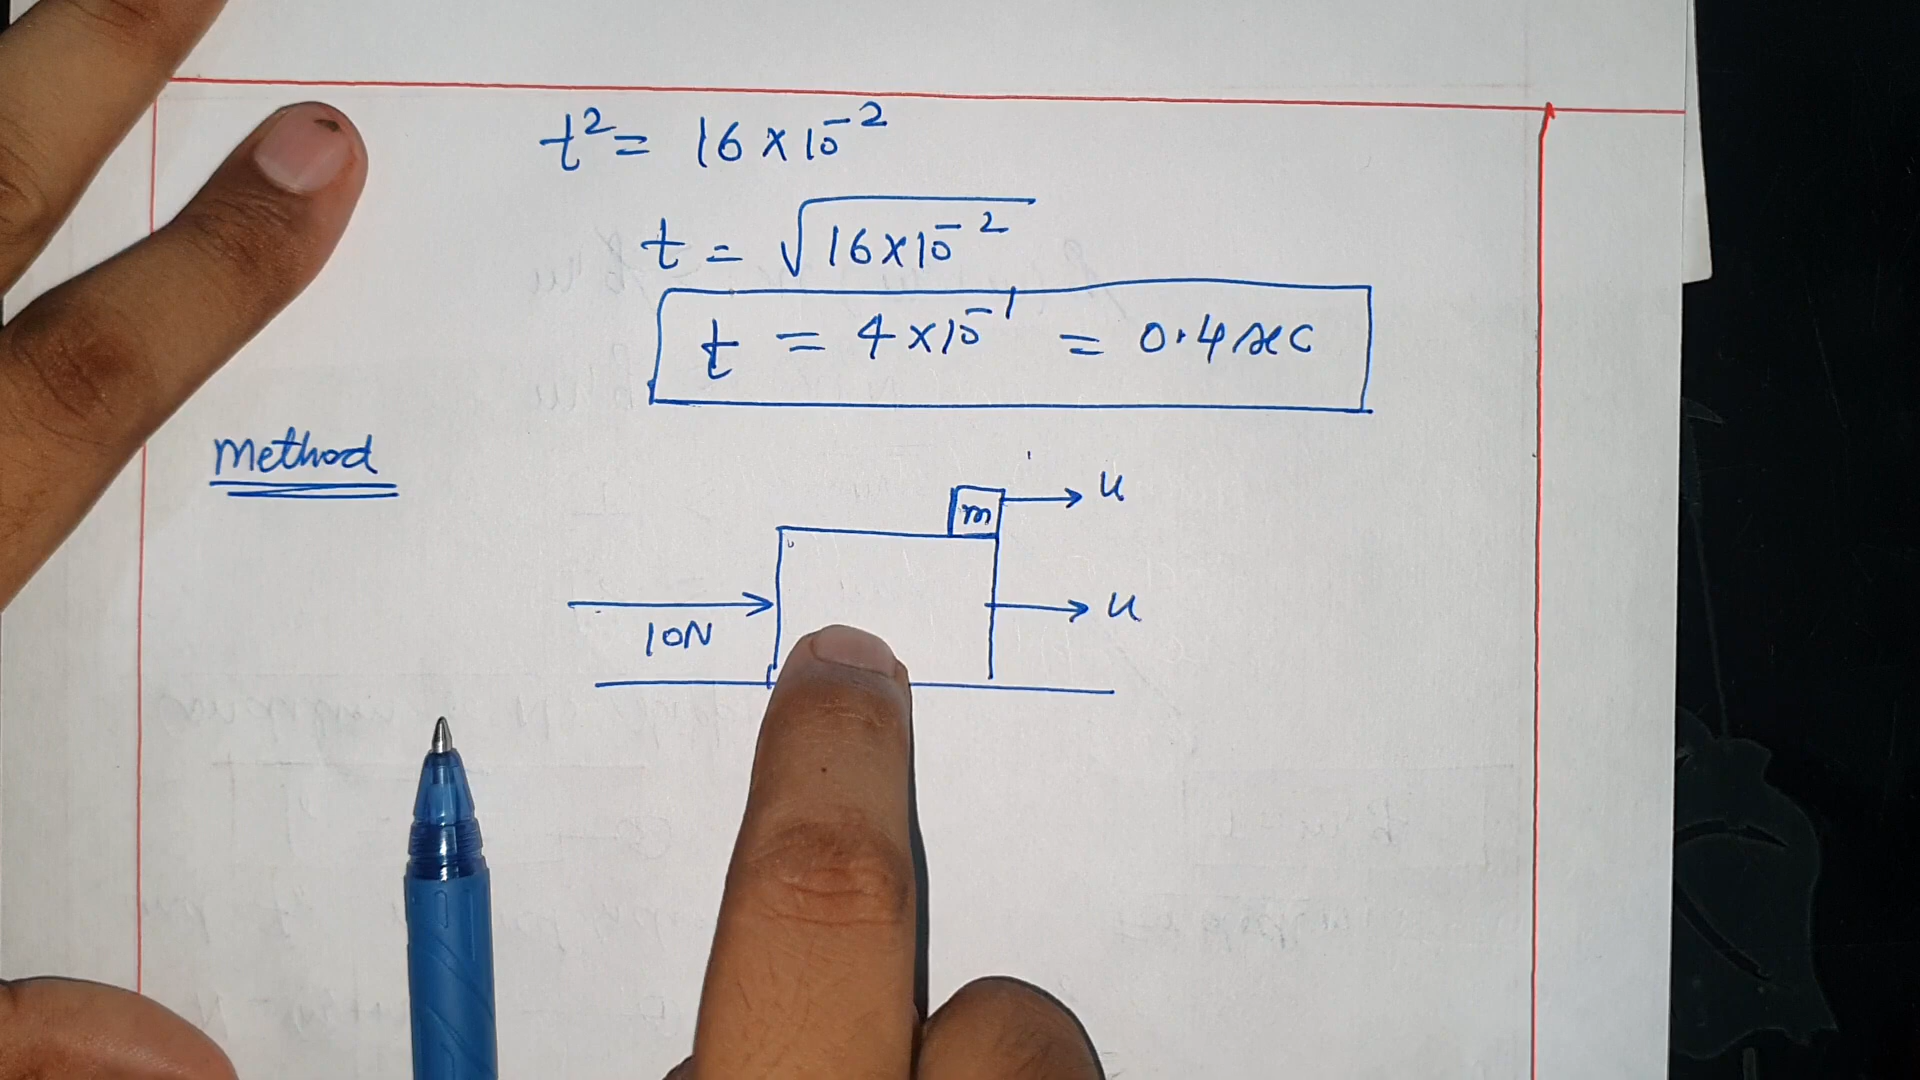 t² = 16 × 10⁻²
t = √16×10⁻²
t = 4×10⁻¹ = 0.4 sec
Method
m → u
10N → u